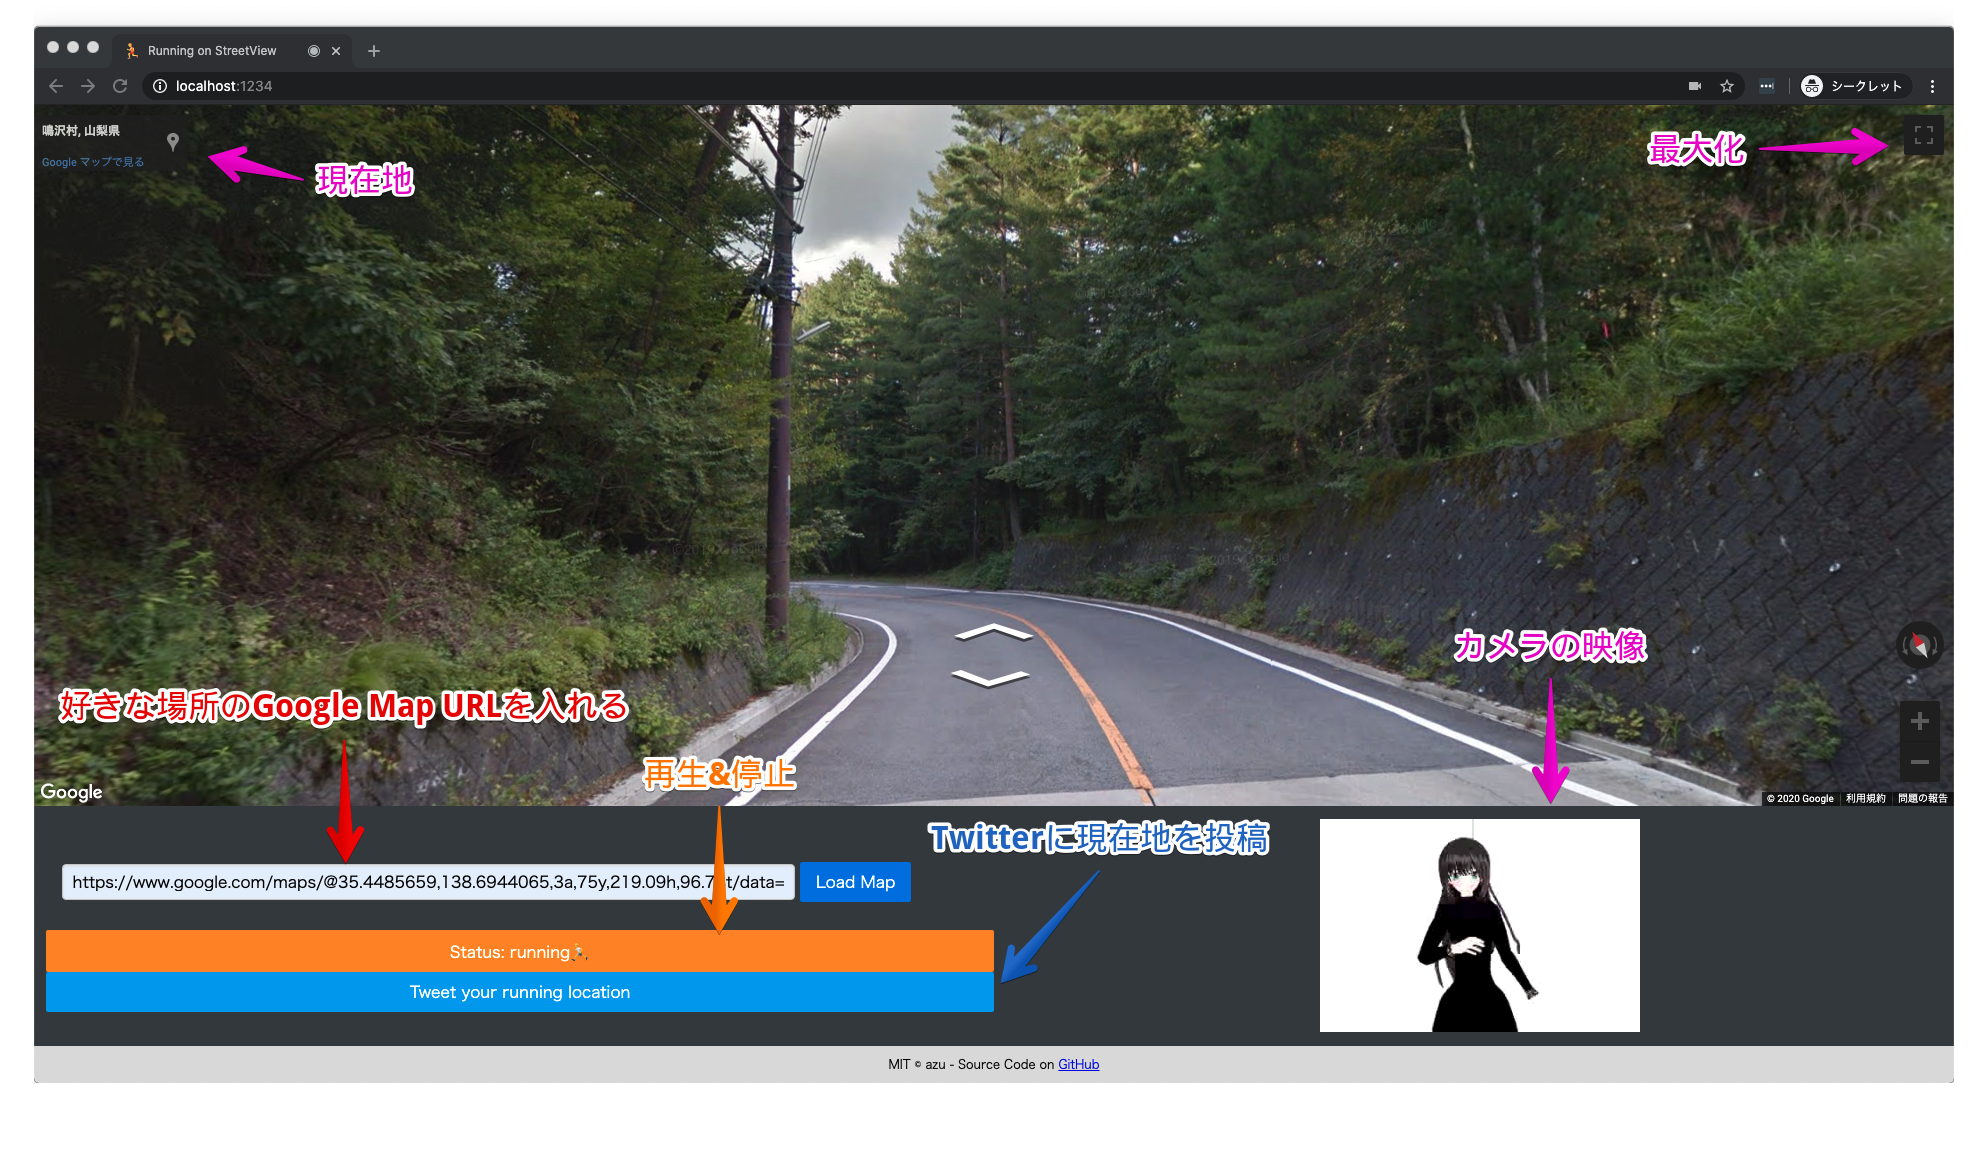 Running on StreetView
localhost:1234
シークレット
鳴沢村, 山梨県
Google マップで見る
現在地
最大化
カメラの映像
好きな場所のGoogle Map URLを入れる
再生&停止
Google
© 2020 Google 利用規約 問題の報告
Twitterに現在地を投稿
https://www.google.com/maps/@35.4485659,138.6944065,3a,75y,219.09h,96.7 t/data=
Load Map
Status: running
Tweet your running location
MIT © azu - Source Code on GitHub